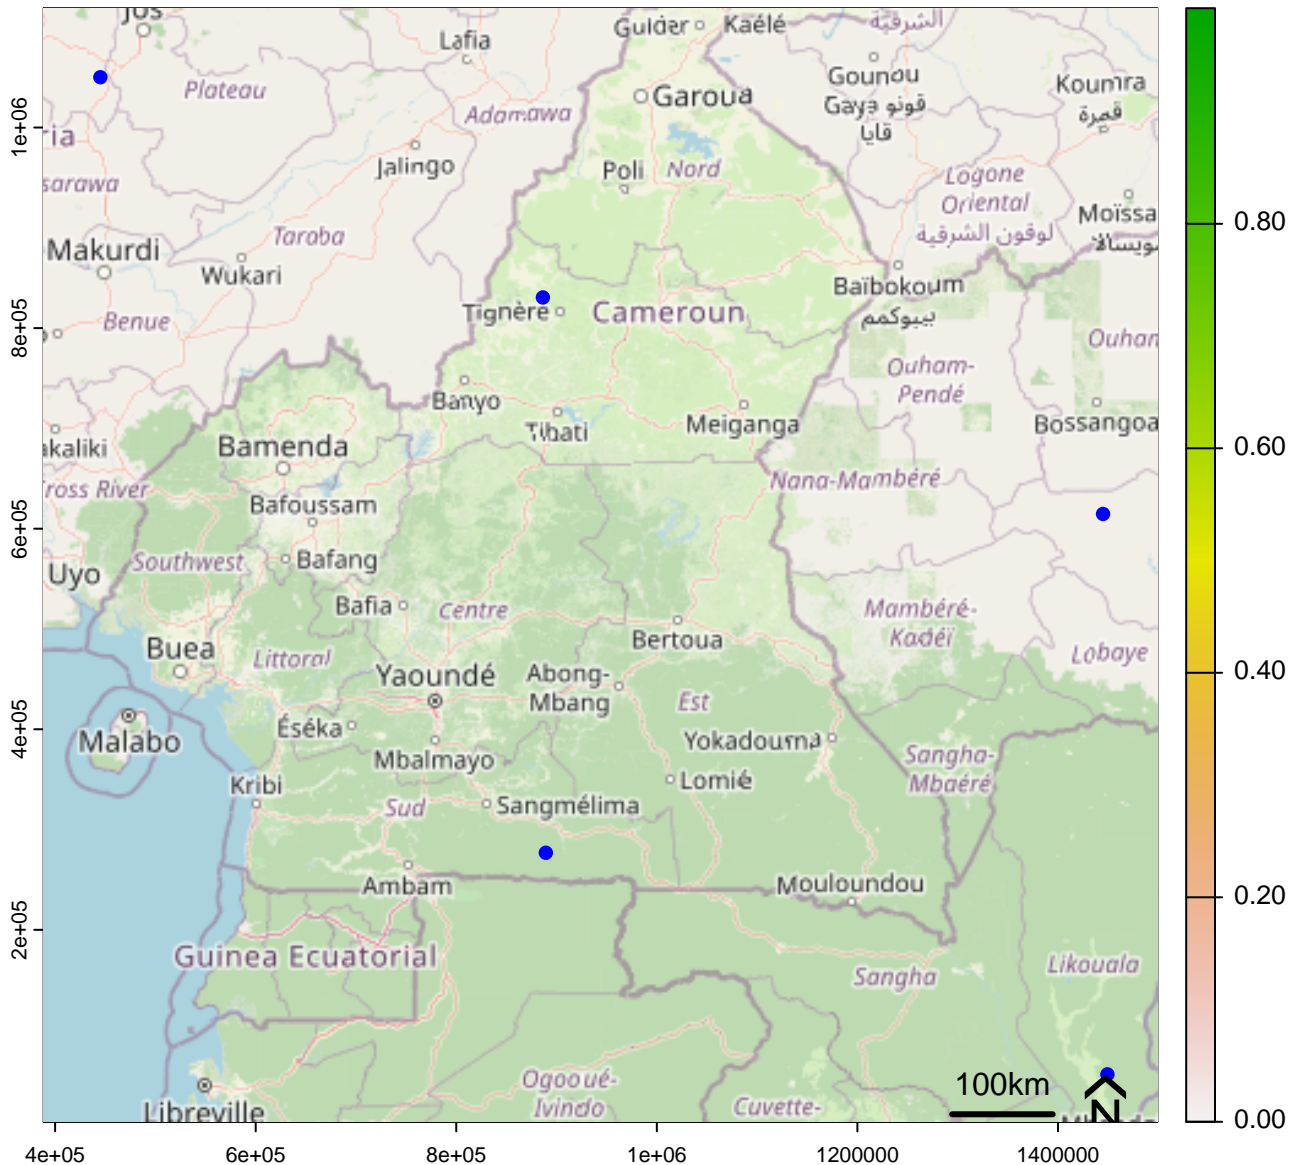 Jos
Gulder
Kaélé
الشرقية
Lafia
Plateau
Gounou
Gaya قونو
قايا
Koumra
قمرة
Garoua
Adamawa
ria
Jalingo
Poli
Nord
sarawa
Logone
Oriental
لوقون الشرقية
Moïssa
مويسالا
Taraba
Makurdi
Wukari
Baïbokoum
بيبوكمم
Tignère
Cameroun
Benue
Ouham-
Pendé
Ouhan
Banyo
Tibati
Meiganga
Bossangoa
akaliki
Bamenda
Cross River
Nana-Mambéré
Bafoussam
Southwest
Bafang
Uyo
Bafia
Centre
Mambéré-
Kadéï
Bertoua
Buea
Littoral
Lobaye
Yaoundé
Abong-
Mbang
Est
Éséka
Malabo
Yokadouma
Mbalmayo
Sangha-
Mbaéré
Kribi
Lomié
Sud
Sangmélima
Ambam
Mouloundou
Guinea Ecuatorial
Sangha
Likouala
Ogooué-
Ivindo
Cuvette-
Libreville
100km
N
4e+05
6e+05
8e+05
1e+06
1200000
1400000
1e+06
8e+05
6e+05
4e+05
2e+05
0.80
0.60
0.40
0.20
0.00